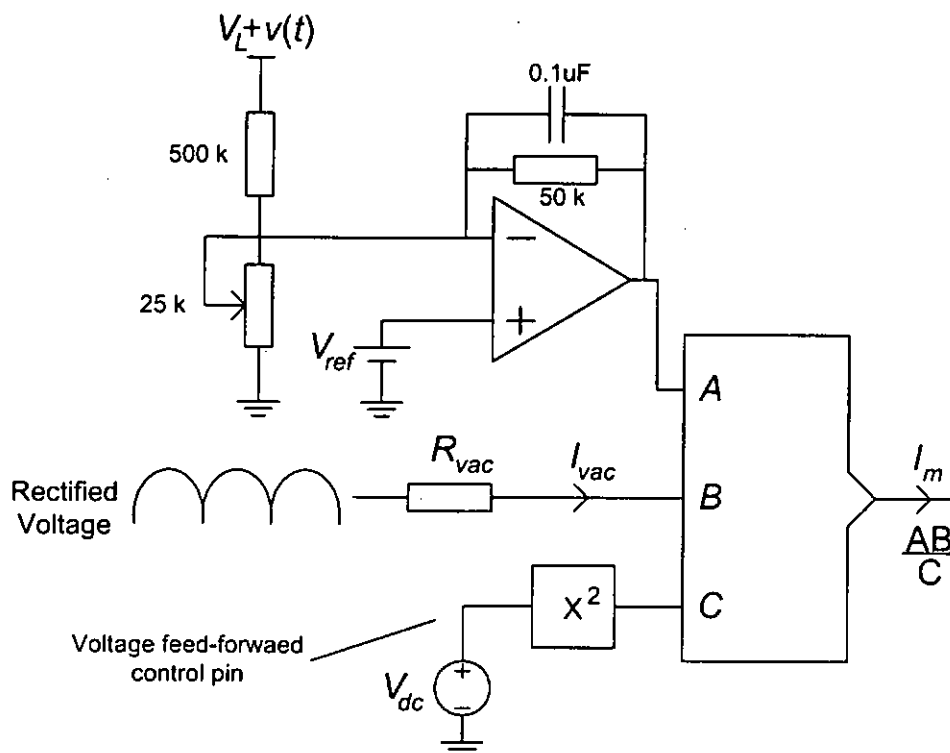 V_L+v(t)
0.1uF
500 k
50 k
−
25 k
+
V_ref
A
R_vac
I_vac
I_m
Rectified
Voltage
B
AB
C
X²
C
Voltage feed-forwaed
control pin
+
V_dc
−